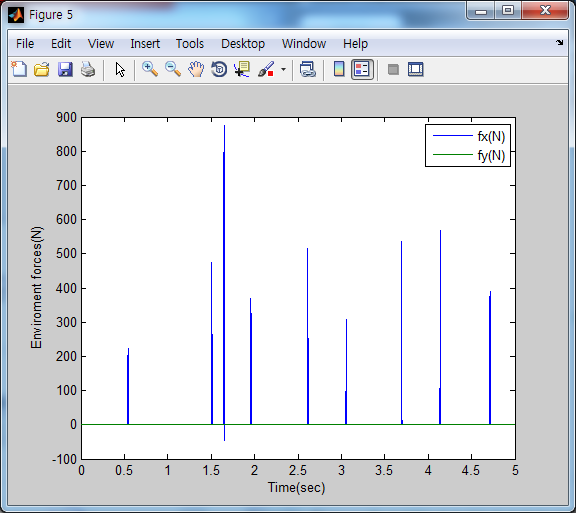 Figure 5
File Edit View Insert Tools Desktop Window Help
900
800
700
600
500
400
300
200
100
0
-100
Enviroment forces(N)
fx(N)
fy(N)
0 0.5 1 1.5 2 2.5 3 3.5 4 4.5 5
Time(sec)